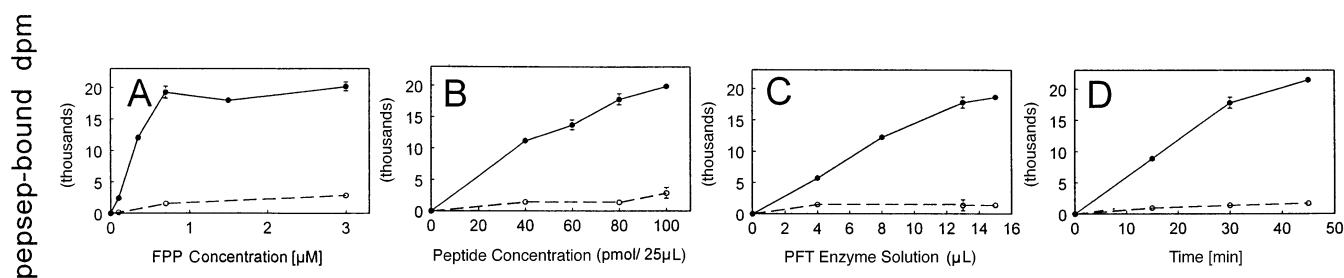 pepsep-bound dpm
A
(thousands)
20
15
10
5
0
0 1 2 3
FPP Concentration [µM]
B
(thousands)
20
15
10
5
0
0 20 40 60 80 100
Peptide Concentration (pmol/ 25µL)
C
(thousands)
20
15
10
5
0
0 2 4 6 8 10 12 14 16
PFT Enzyme Solution (µL)
D
(thousands)
20
15
10
5
0
0 10 20 30 40 50
Time [min]